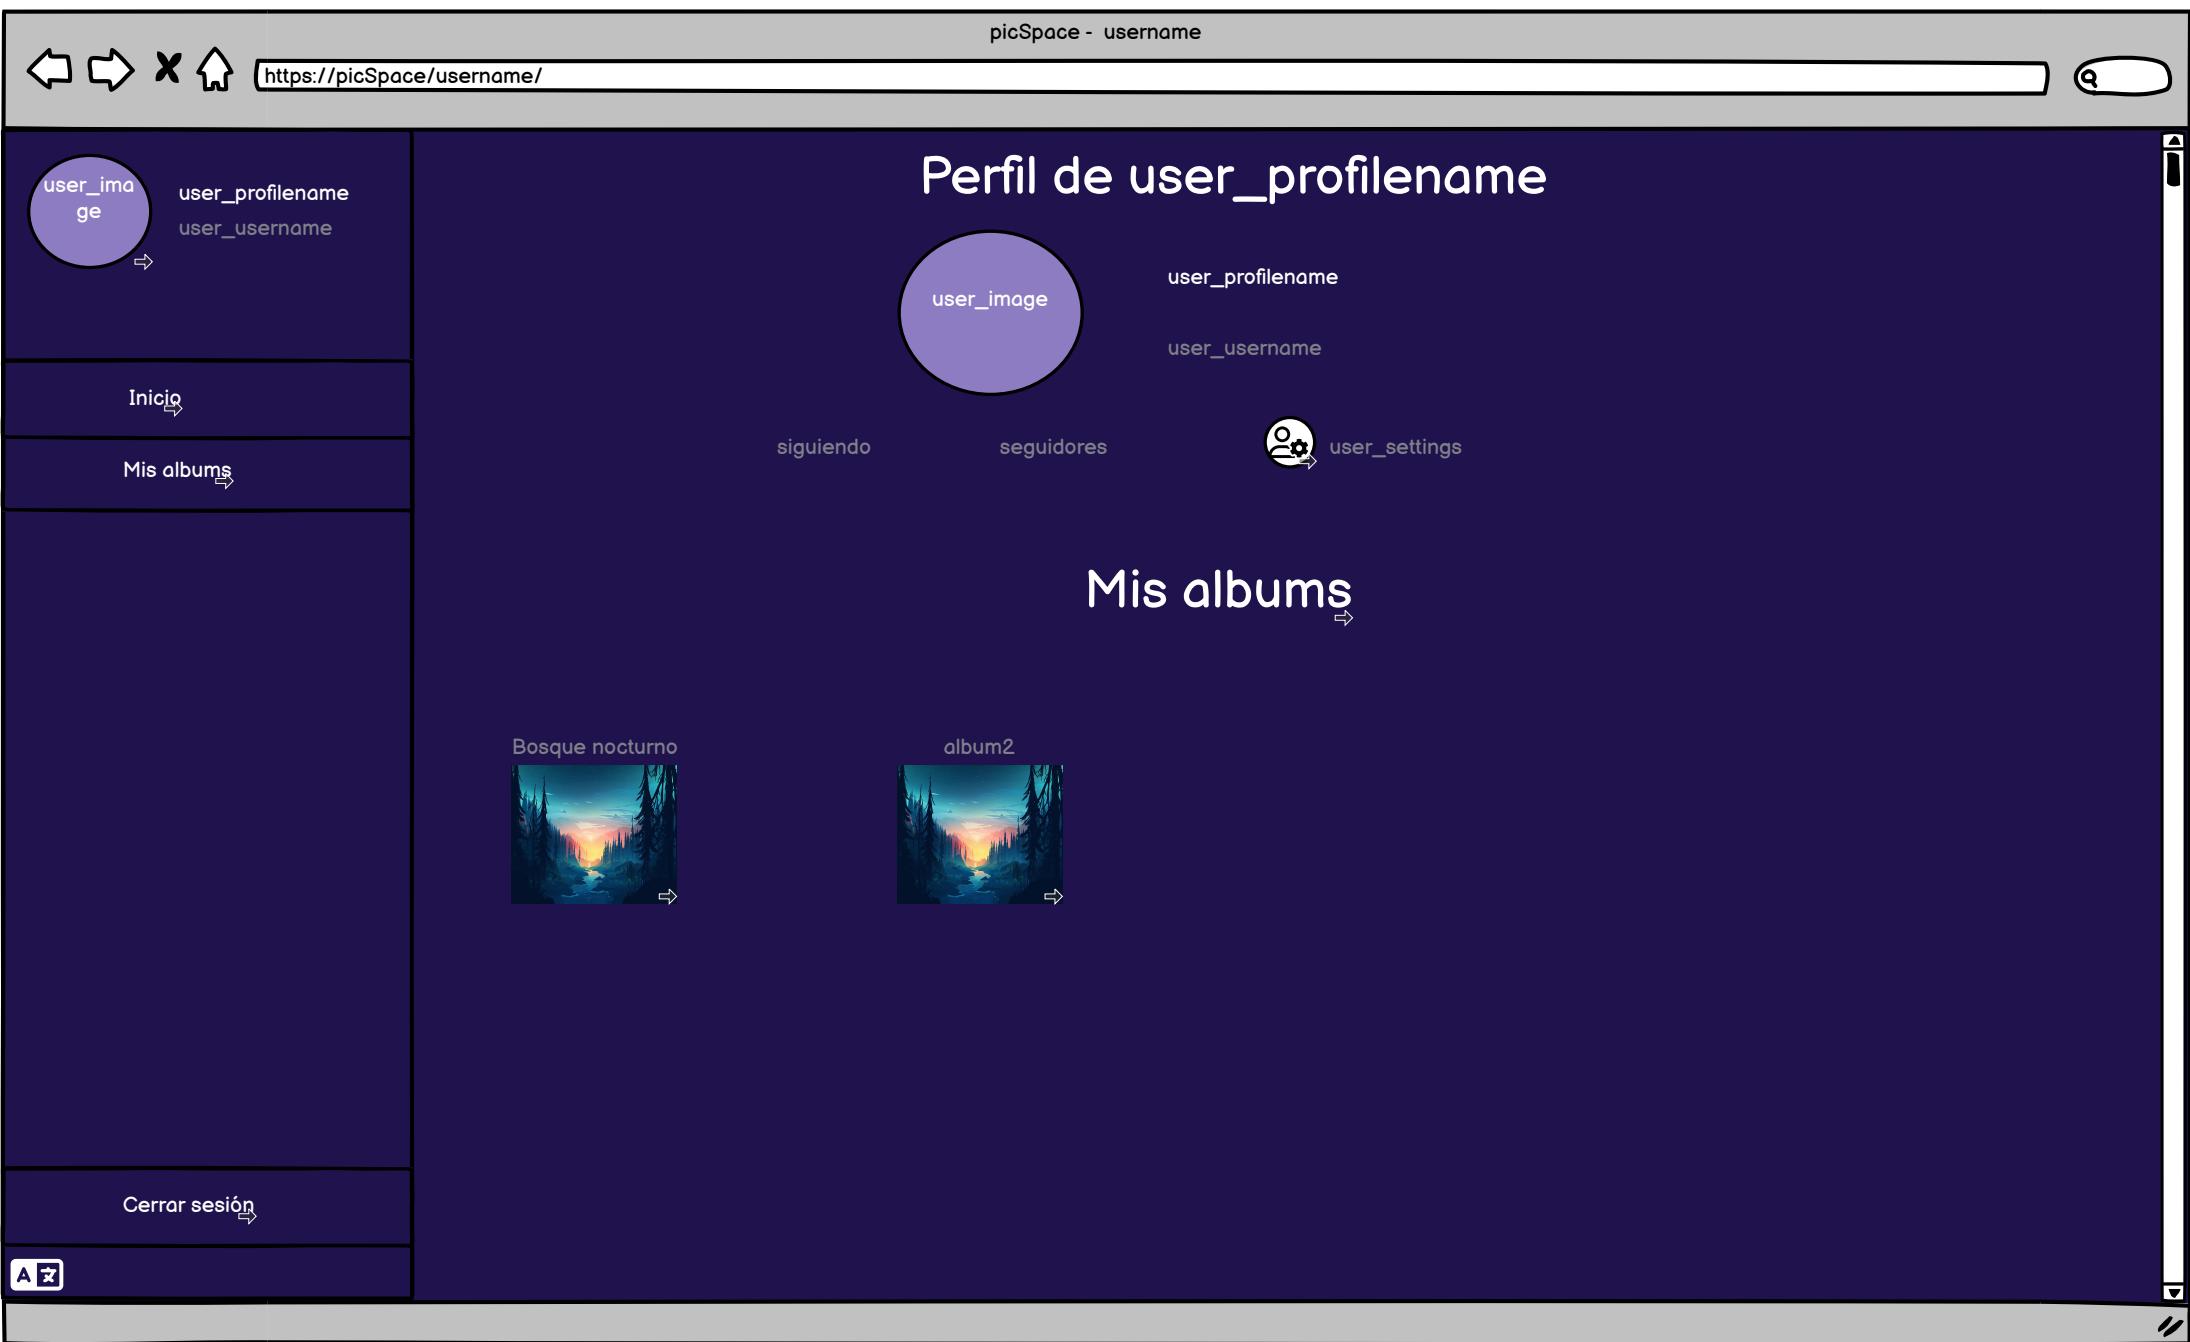 picSpace - username
https://picSpace/username/
user_ima
ge
user_profilename
user_username
Inicio
Mis albums
Cerrar sesión
A 文
Perfil de user_profilename
user_image
user_profilename
user_username
siguiendo
seguidores
user_settings
Mis albums
Bosque nocturno
album2